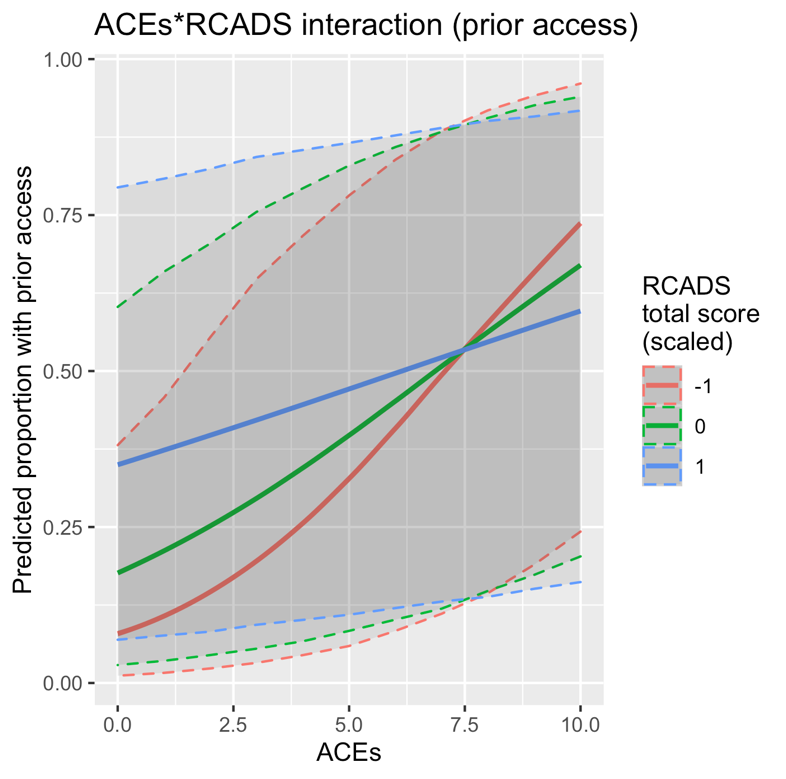 ACEs*RCADS interaction (prior access)
Predicted proportion with prior access
1.00
0.75
0.50
0.25
0.00
0.0 2.5 5.0 7.5 10.0
ACEs
RCADS
total score
(scaled)
-1
0
1